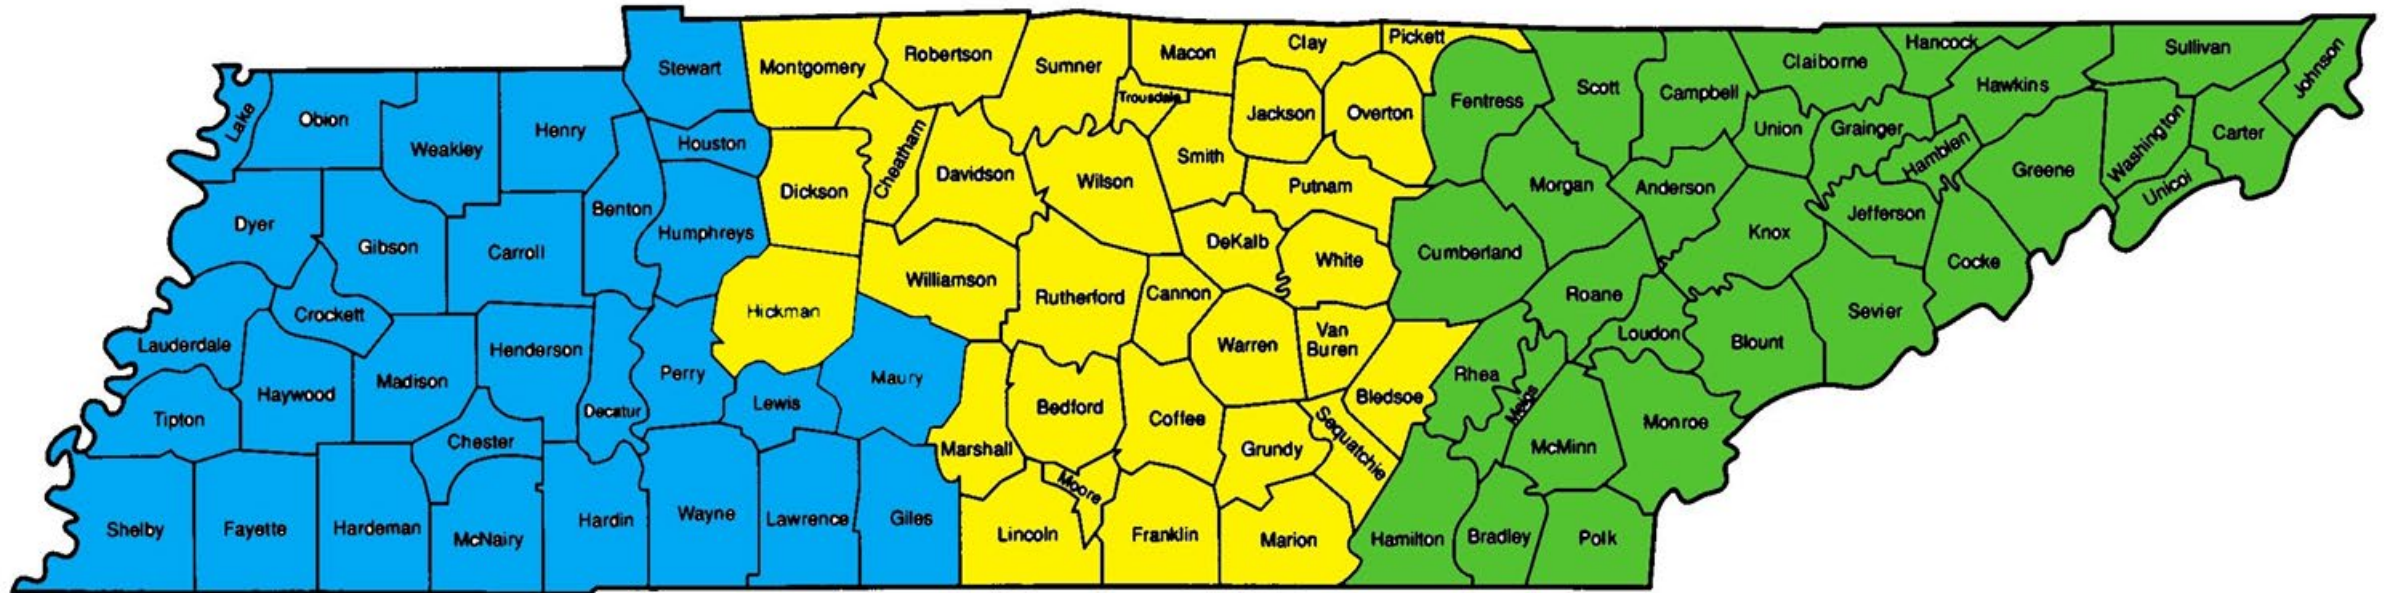 Lake
Obion
Weakley
Henry
Stewart
Houston
Montgomery
Robertson
Sumner
Macon
Trousdale
Clay
Pickett
Jackson
Overton
Fentress
Scott
Campbell
Claiborne
Hancock
Hawkins
Sullivan
Johnson
Union
Grainger
Hamblen
Greene
Washington
Unicoi
Carter
Dyer
Gibson
Carroll
Benton
Humphreys
Dickson
Cheatham
Davidson
Wilson
Smith
Putnam
DeKalb
White
Cumberland
Morgan
Anderson
Knox
Jefferson
Cocke
Sevier
Lauderdale
Crockett
Haywood
Madison
Henderson
Decatur
Perry
Hickman
Williamson
Rutherford
Cannon
Warren
Van
Buren
Bledsoe
Rhea
Meigs
Roane
Loudon
Blount
Monroe
McMinn
Tipton
Chester
Lewis
Maury
Marshall
Bedford
Coffee
Grundy
Sequatchie
Moore
Shelby
Fayette
Hardeman
McNairy
Hardin
Wayne
Lawrence
Giles
Lincoln
Franklin
Marion
Hamilton
Bradley
Polk